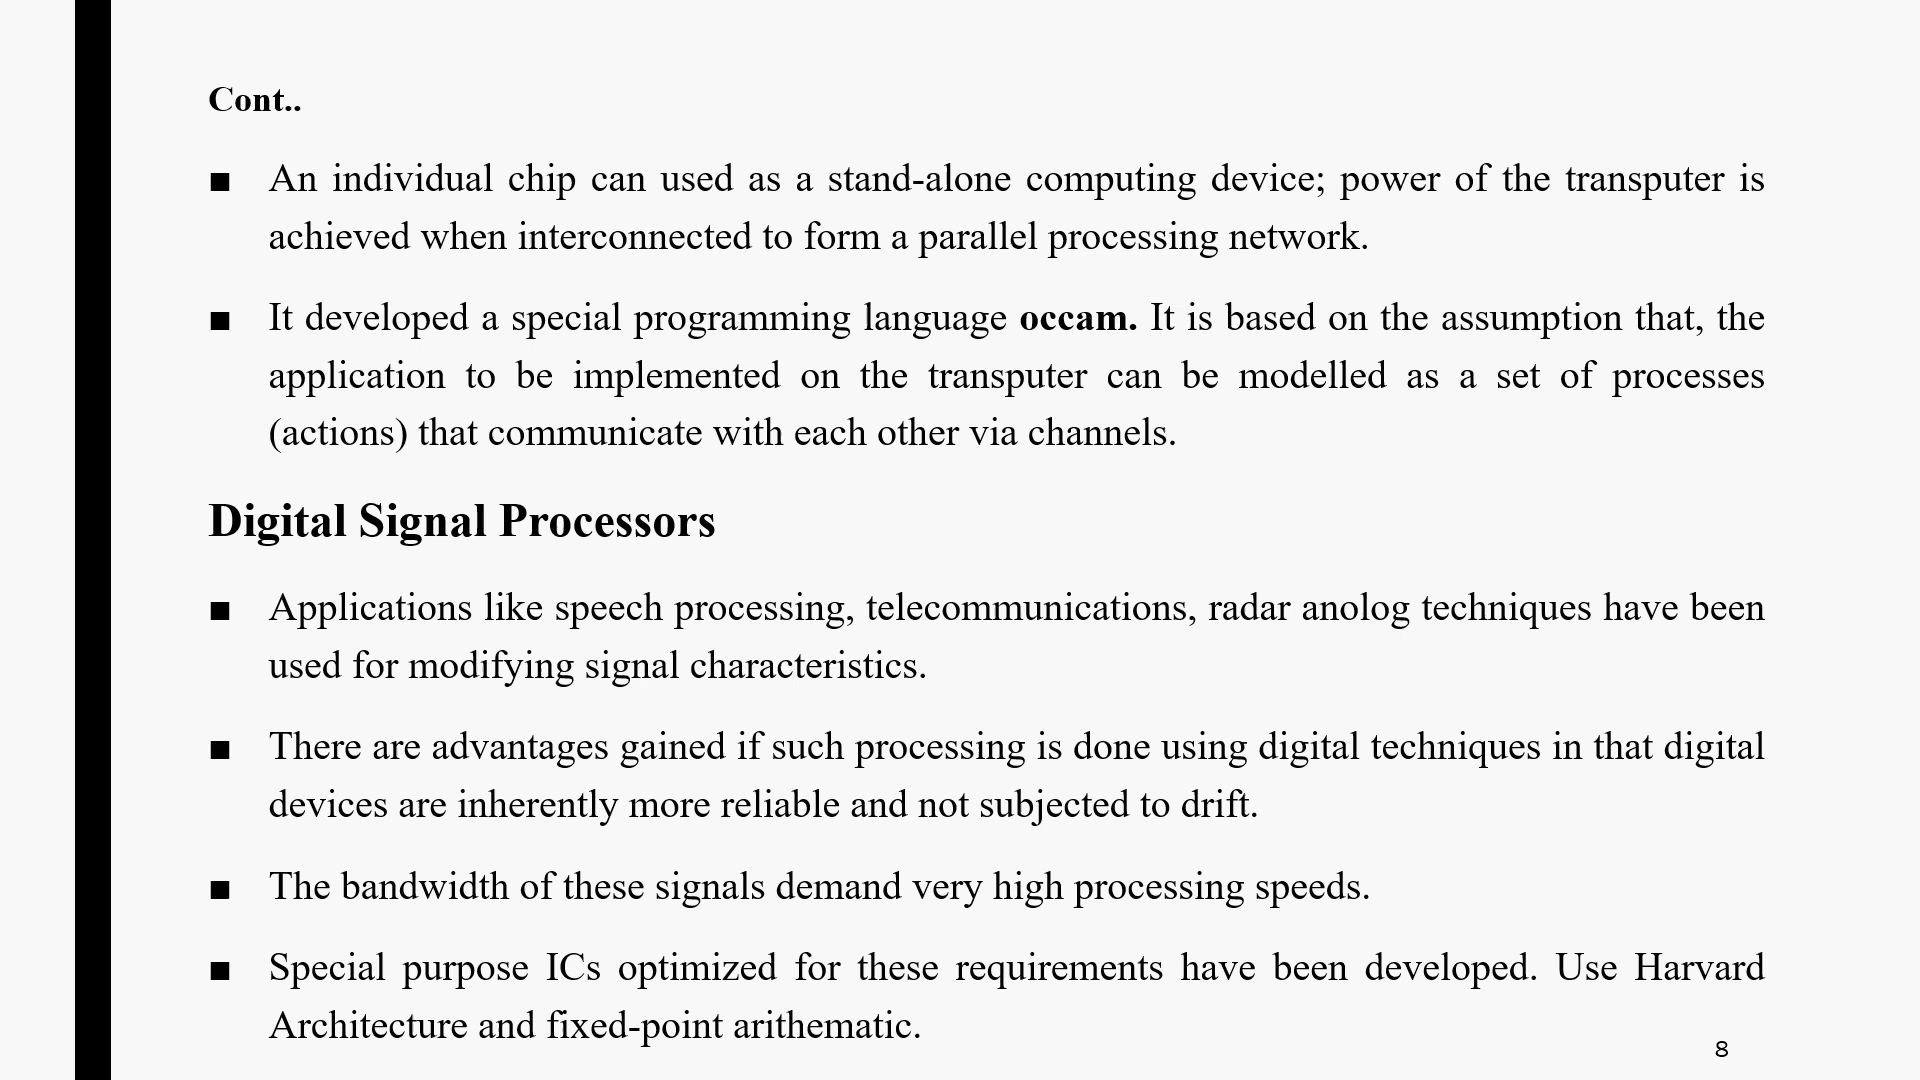 Cont..
■ An individual chip can used as a stand-alone computing device; power of the transputer is
achieved when interconnected to form a parallel processing network.
■ It developed a special programming language occam. It is based on the assumption that, the
application to be implemented on the transputer can be modelled as a set of processes
(actions) that communicate with each other via channels.
Digital Signal Processors
■ Applications like speech processing, telecommunications, radar anolog techniques have been
used for modifying signal characteristics.
■ There are advantages gained if such processing is done using digital techniques in that digital
devices are inherently more reliable and not subjected to drift.
■ The bandwidth of these signals demand very high processing speeds.
■ Special purpose ICs optimized for these requirements have been developed. Use Harvard
Architecture and fixed-point arithematic.
8